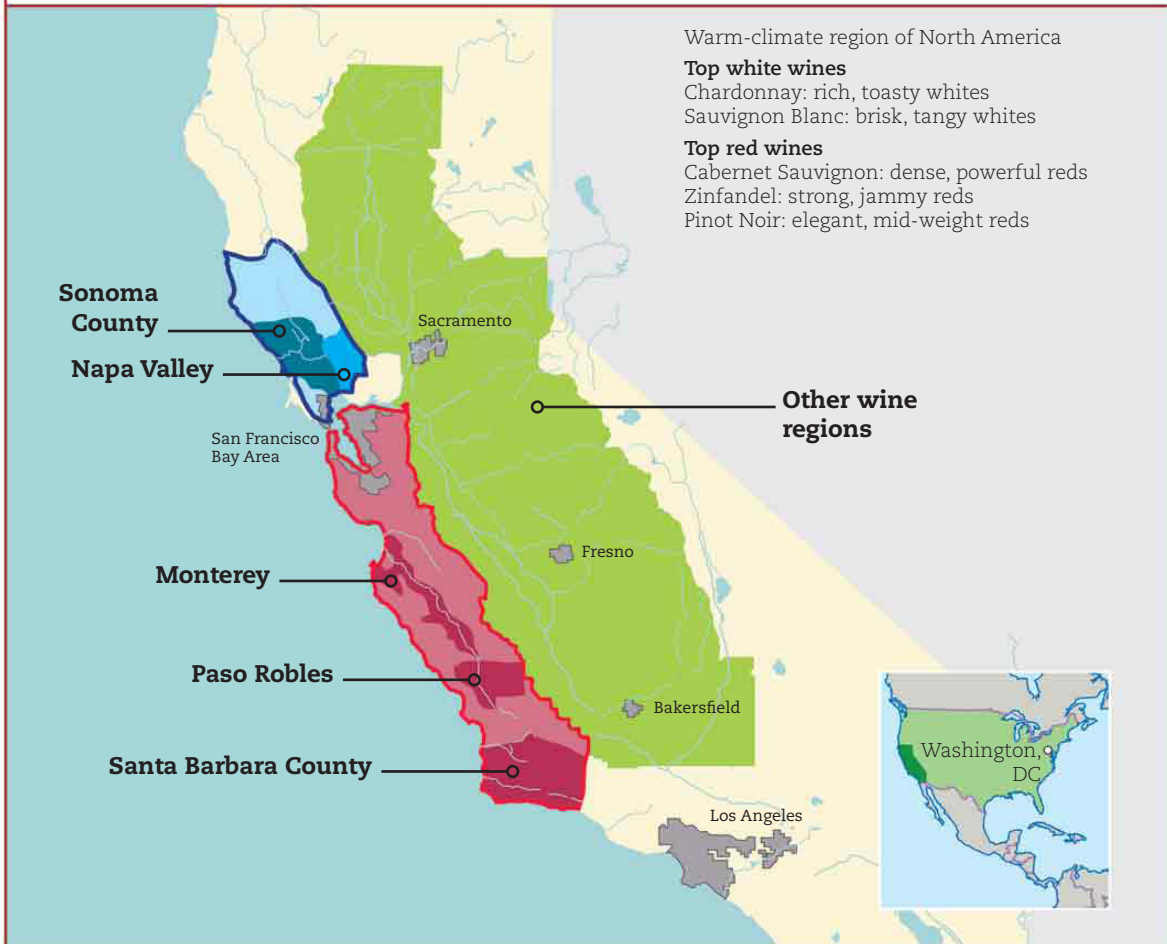 Warm-climate region of North America
Top white wines
Chardonnay: rich, toasty whites
Sauvignon Blanc: brisk, tangy whites
Top red wines
Cabernet Sauvignon: dense, powerful reds
Zinfandel: strong, jammy reds
Pinot Noir: elegant, mid-weight reds
Sonoma
County
Sacramento
Napa Valley
Other wine
regions
San Francisco
Bay Area
Fresno
Monterey
Paso Robles
Bakersfield
Santa Barbara County
Washington,
DC
Los Angeles